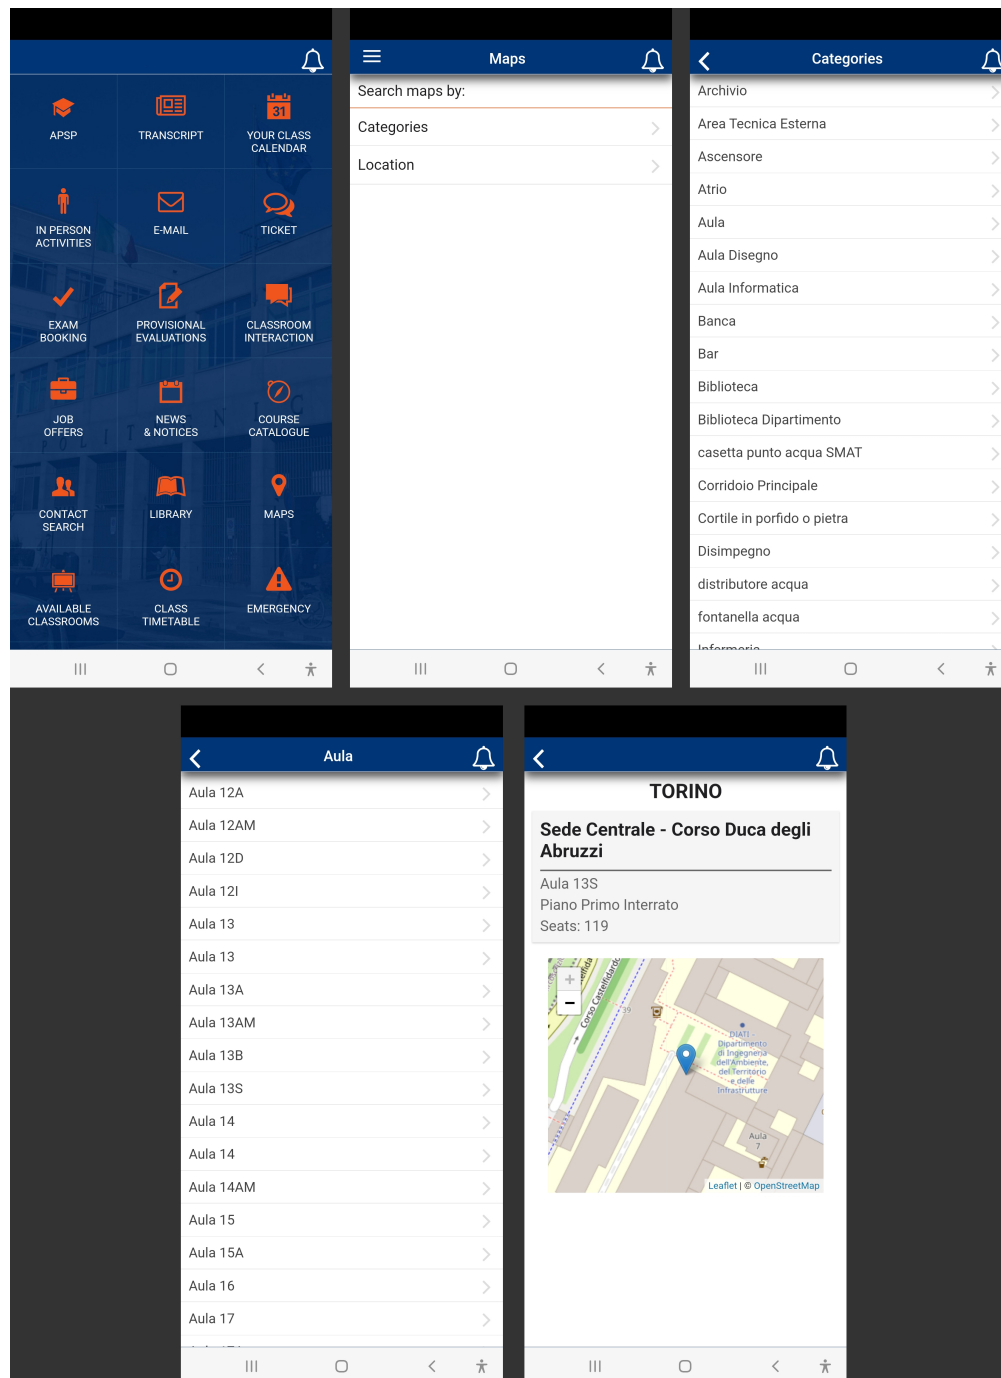 APSP
TRANSCRIPT
31
YOUR CLASS
CALENDAR
IN PERSON
ACTIVITIES
E-MAIL
TICKET
EXAM
BOOKING
PROVISIONAL
EVALUATIONS
CLASSROOM
INTERACTION
JOB
OFFERS
NEWS
& NOTICES
COURSE
CATALOGUE
CONTACT
SEARCH
LIBRARY
MAPS
AVAILABLE
CLASSROOMS
CLASS
TIMETABLE
EMERGENCY
Maps
Search maps by:
Categories
Location
Categories
Archivio
Area Tecnica Esterna
Ascensore
Atrio
Aula
Aula Disegno
Aula Informatica
Banca
Bar
Biblioteca
Biblioteca Dipartimento
casetta punto acqua SMAT
Corridoio Principale
Cortile in porfido o pietra
Disimpegno
distributore acqua
fontanella acqua
Infermeria
Aula
Aula 12A
Aula 12AM
Aula 12D
Aula 12I
Aula 13
Aula 13
Aula 13A
Aula 13AM
Aula 13B
Aula 13S
Aula 14
Aula 14
Aula 14AM
Aula 15
Aula 15A
Aula 16
Aula 17
TORINO
Sede Centrale - Corso Duca degli
Abruzzi
Aula 13S
Piano Primo Interrato
Seats: 119
+
−
Corso Castelfidardo
39
DIATI -
Dipartimento
di Ingegneria
dell'Ambiente,
del Territorio
e delle
Infrastrutture
Aula
7
Leaflet | © OpenStreetMap